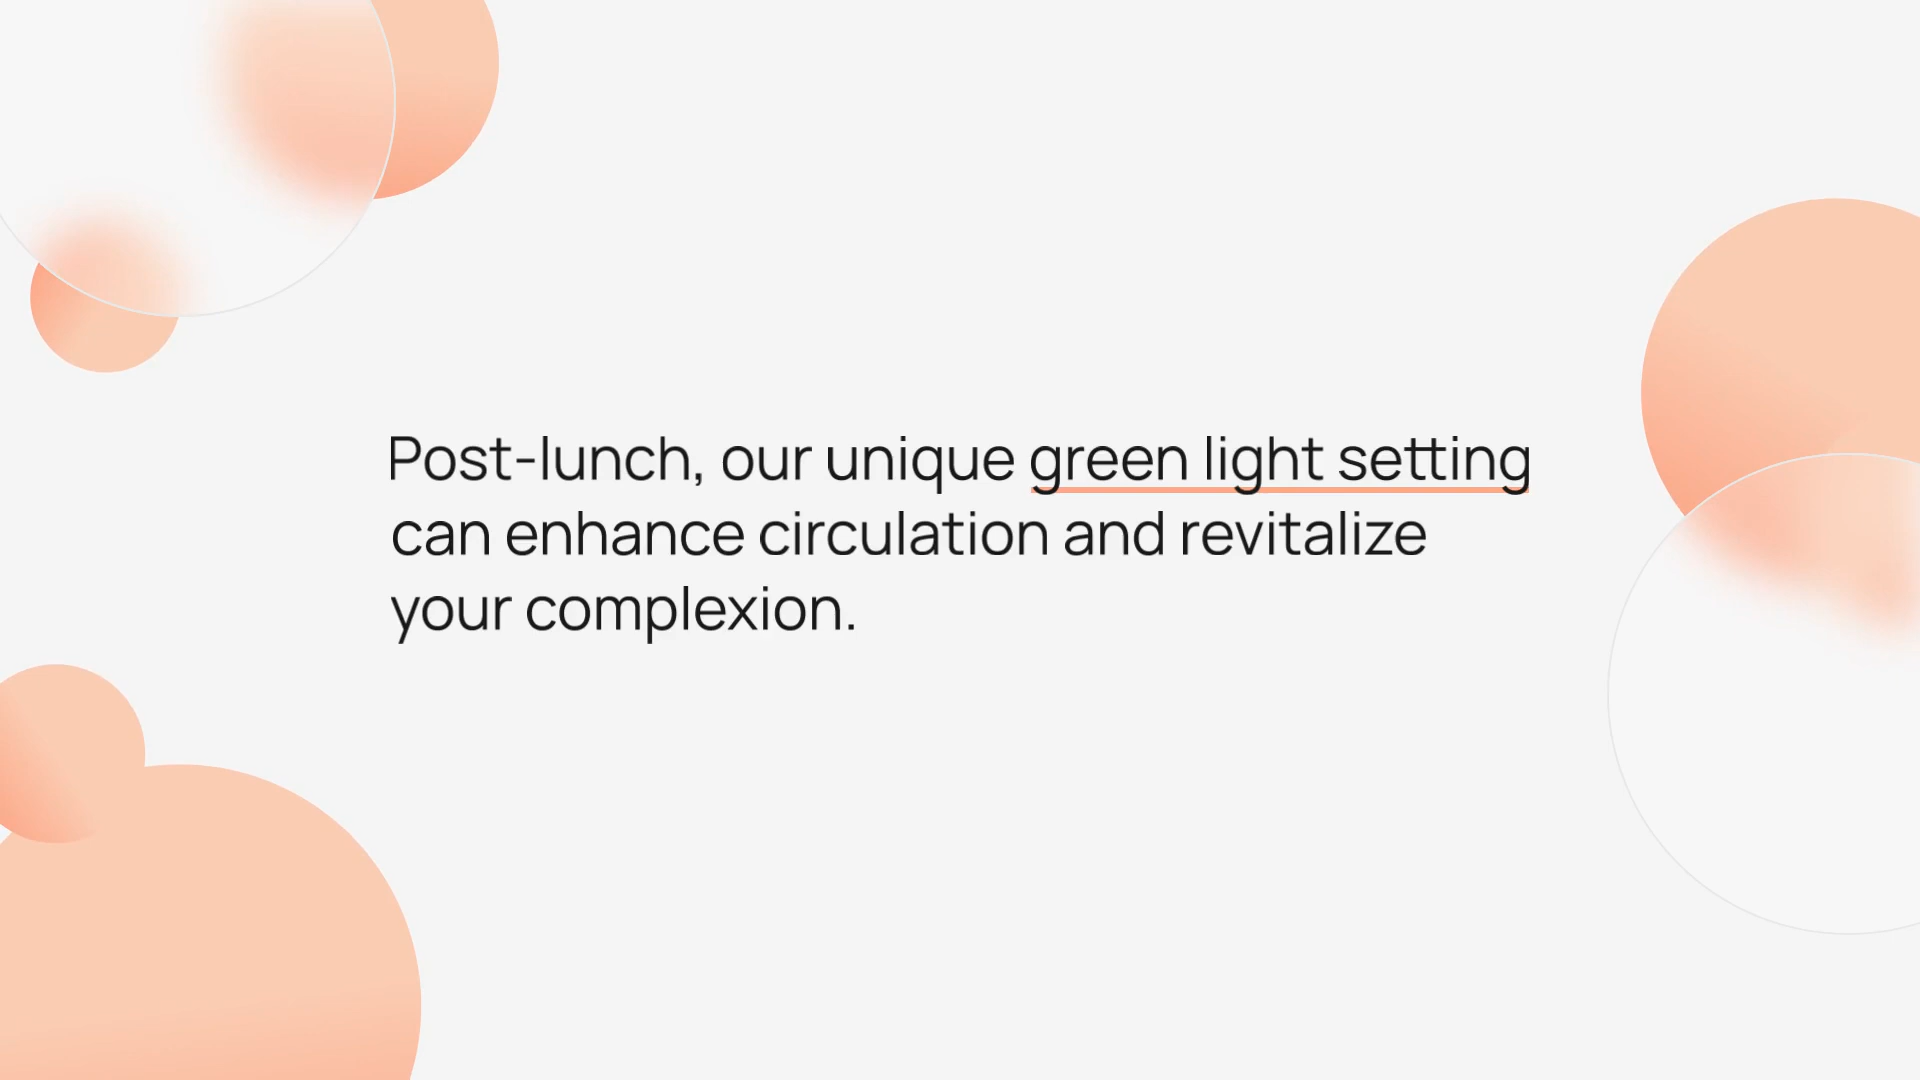 Post-lunch, our unique green light setting
can enhance circulation and revitalize
your complexion.